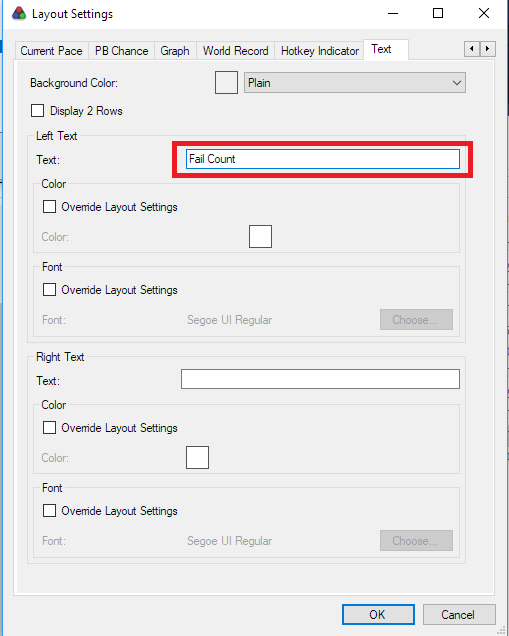 Layout Settings
Current Pace PB Chance Graph World Record Hotkey Indicator Text
Background Color: Plain
Display 2 Rows
Left Text
Text: Fail Count
Color
Override Layout Settings
Color:
Font
Override Layout Settings
Font: Segoe UI Regular Choose...
Right Text
Text:
Color
Override Layout Settings
Color:
Font
Override Layout Settings
Font: Segoe UI Regular Choose...
OK Cancel